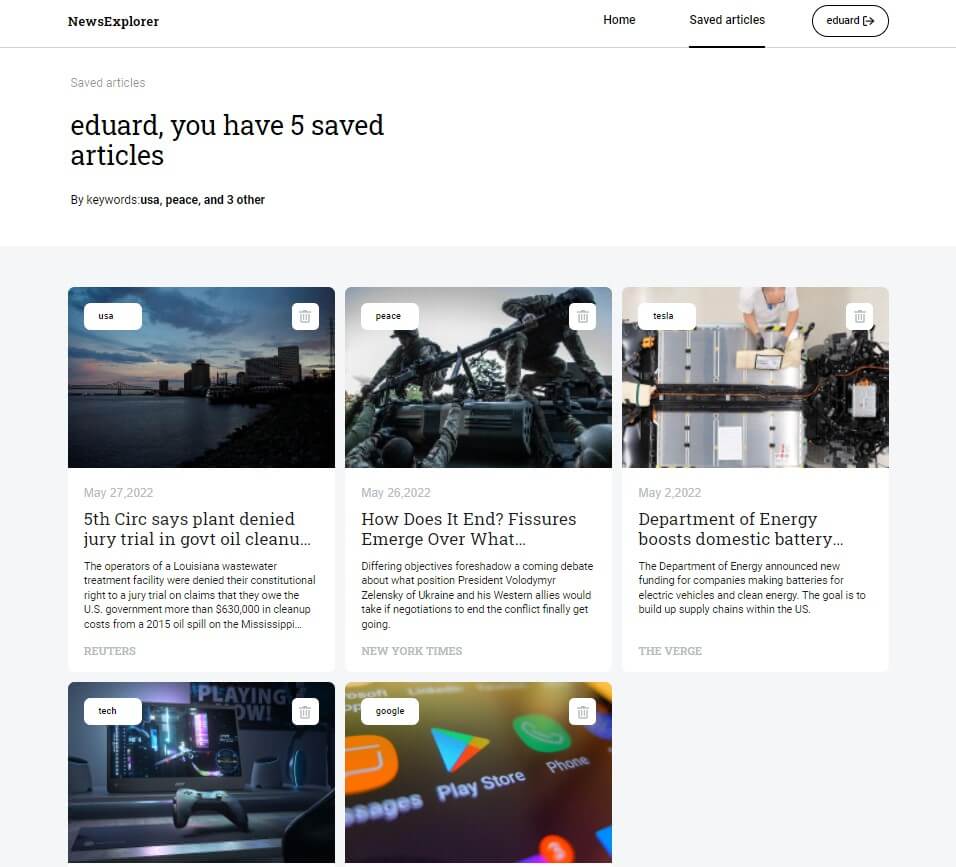 NewsExplorer
Home
Saved articles
eduard
Saved articles
eduard, you have 5 saved
articles
By keywords:usa, peace, and 3 other
usa
peace
tesla
May 27,2022
5th Circ says plant denied
jury trial in govt oil cleanu...
The operators of a Louisiana wastewater
treatment facility were denied their constitutional
right to a jury trial on claims that they owe the
U.S. government more than $630,000 in cleanup
costs from a 2015 oil spill on the Mississippi...
REUTERS
May 26,2022
How Does It End? Fissures
Emerge Over What...
Differing objectives foreshadow a coming debate
about what position President Volodymyr
Zelensky of Ukraine and his Western allies would
take if negotiations to end the conflict finally get
going.
NEW YORK TIMES
May 2,2022
Department of Energy
boosts domestic battery...
The Department of Energy announced new
funding for companies making batteries for
electric vehicles and clean energy. The goal is to
build up supply chains within the US.
THE VERGE
tech
PLAYING
google
Play Store
Phone
3